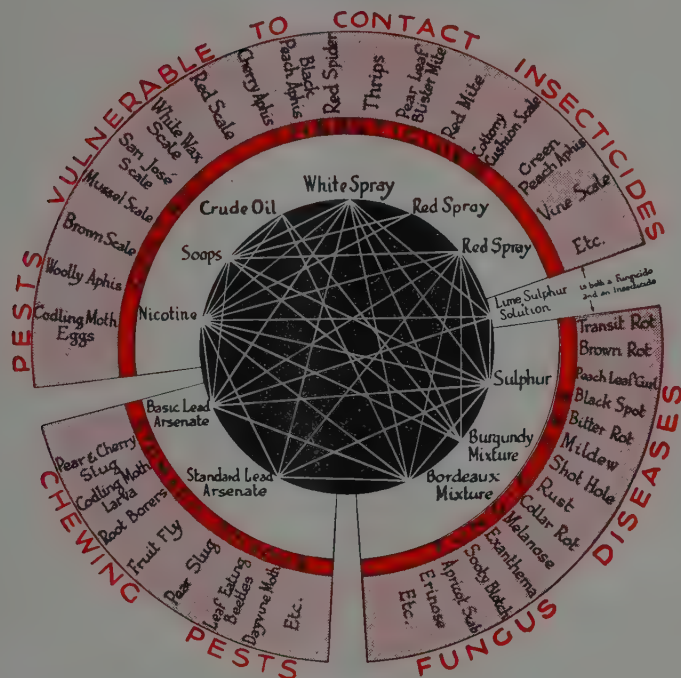 PESTS VULNERABLE TO CONTACT INSECTICIDES
Codling Moth
Eggs
Woolly Aphis
Brown Scale
Mussel Scale
San José
Scale
White Wax
Scale
Red Scale
Cherry Aphis
Black
Peach Aphis
Red Spider
Thrips
Pear Leaf
Blister Mite
Red Mite
Cottony
Cushion Scale
Green
Peach Aphis
Vine Scale
Etc.
is both a Fungicide
and an Insecticide
White Spray
Red Spray
Red Spray
Lime Sulphur
Solution
Sulphur
Burgundy
Mixture
Bordeaux
Mixture
Standard Lead
Arsenate
Basic Lead
Arsenate
Nicotine
Soaps
Crude Oil
FUNGUS DISEASES
Transit Rot
Brown Rot
Peach Leaf Curl
Black Spot
Bitter Rot
Mildew
Shot Hole
Rust
Collar Rot
Melanose
Exanthema
Sooty Blotch
Apricot Scab
Erinose
Etc.
CHEWING PESTS
Pear & Cherry
Slug
Codling Moth
Larva
Root Borers
Fruit Fly
Pear Slug
Leaf Eating
Beetles
Dayvine Moth
Etc.